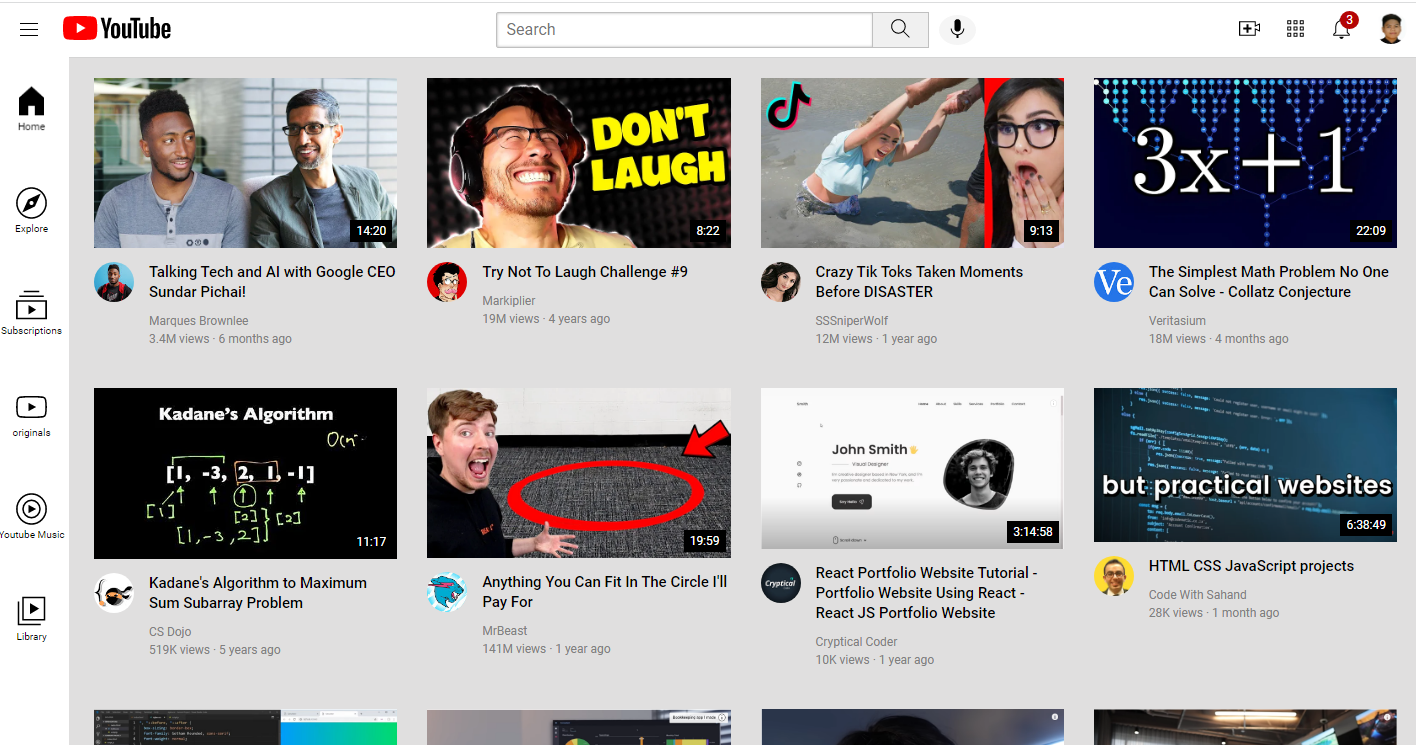 YouTube
Search
3
Home
Explore
Subscriptions
originals
Youtube Music
Library
14:20
Talking Tech and AI with Google CEO
Sundar Pichai!
Marques Brownlee
3.4M views · 6 months ago
DON'T
LAUGH
8:22
Try Not To Laugh Challenge #9
Markiplier
19M views · 4 years ago
9:13
Crazy Tik Toks Taken Moments
Before DISASTER
SSSniperWolf
12M views · 1 year ago
3x+1
22:09
Ve
The Simplest Math Problem No One
Can Solve - Collatz Conjecture
Veritasium
18M views · 4 months ago
Kadane's Algorithm
[1, -3, 2, 1, -1]
[1]
[2]
[2]
[1,-3,2]
11:17
Kadane's Algorithm to Maximum
Sum Subarray Problem
CS Dojo
519K views · 5 years ago
19:59
Anything You Can Fit In The Circle I'll
Pay For
MrBeast
141M views · 1 year ago
John Smith
Visual Designer
Say Hello
Scroll down
3:14:58
Cryptical
React Portfolio Website Tutorial -
Portfolio Website Using React -
React JS Portfolio Website
Cryptical Coder
10K views · 1 year ago
but practical websites
6:38:49
HTML CSS JavaScript projects
Code With Sahand
28K views · 1 month ago